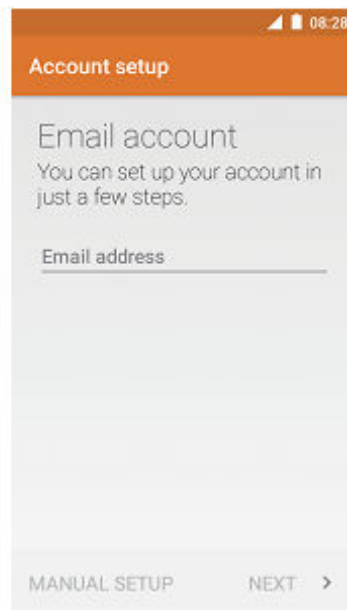 08:28
Account setup
Email account
You can set up your account in
just a few steps.
Email address
MANUAL SETUP NEXT >